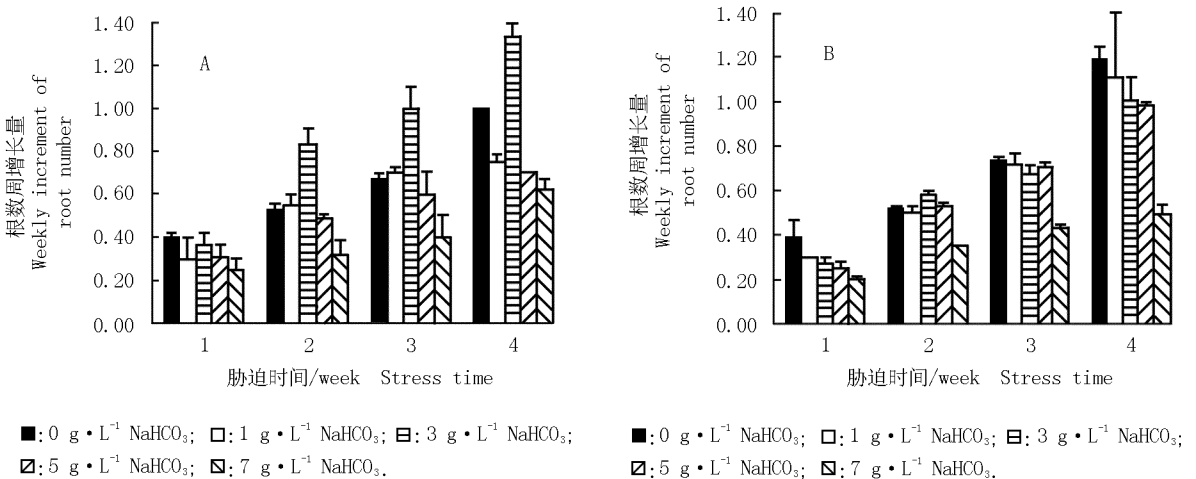 1.40
1.20
1.00
0.80
0.60
0.40
0.20
0.00
根数周增长量
Weekly increment of
root number
A
1 2 3 4
胁迫时间/week Stress time
■:0 g·L⁻¹ NaHCO₃; □:1 g·L⁻¹ NaHCO₃; :3 g·L⁻¹ NaHCO₃;
:5 g·L⁻¹ NaHCO₃; :7 g·L⁻¹ NaHCO₃.
1.40
1.20
1.00
0.80
0.60
0.40
0.20
0.00
根数周增长量
Weekly increment of
root number
B
1 2 3 4
胁迫时间/week Stress time
■:0 g·L⁻¹ NaHCO₃; □:1 g·L⁻¹ NaHCO₃; :3 g·L⁻¹ NaHCO₃;
:5 g·L⁻¹ NaHCO₃; :7 g·L⁻¹ NaHCO₃.